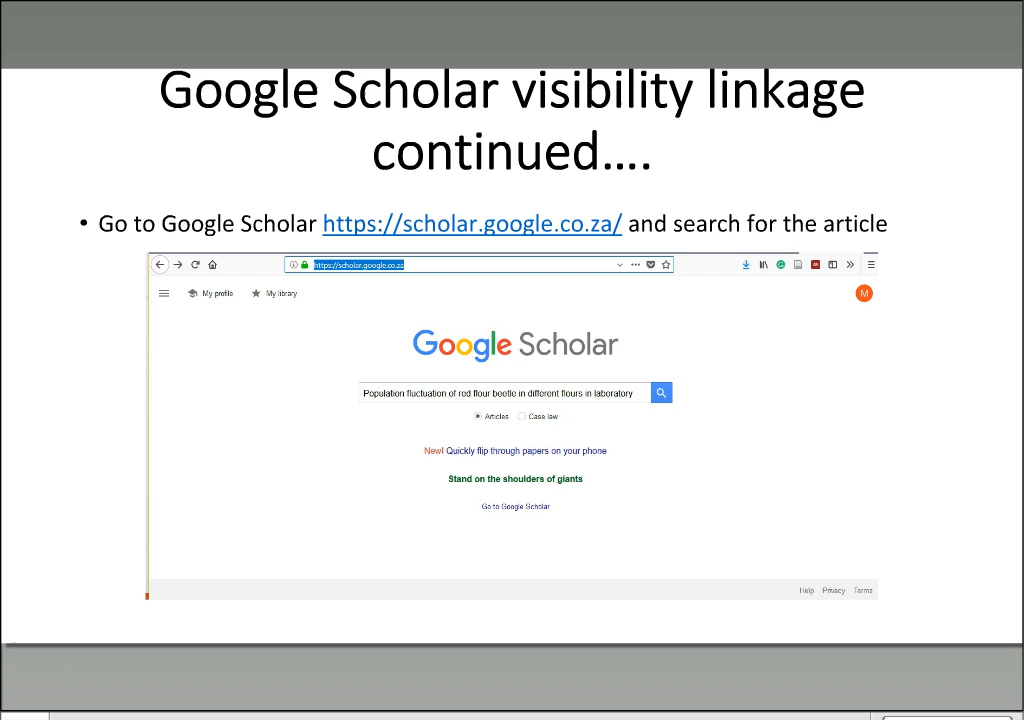 Google Scholar visibility linkage
continued....
• Go to Google Scholar https://scholar.google.co.za/ and search for the article
https://scholar.google.co.za
My profile My library
M
Google Scholar
Population fluctuation of red flour beetle in different flours in laboratory
Articles Case law
New! Quickly flip through papers on your phone
Stand on the shoulders of giants
Go to Google Scholar
Help Privacy Terms